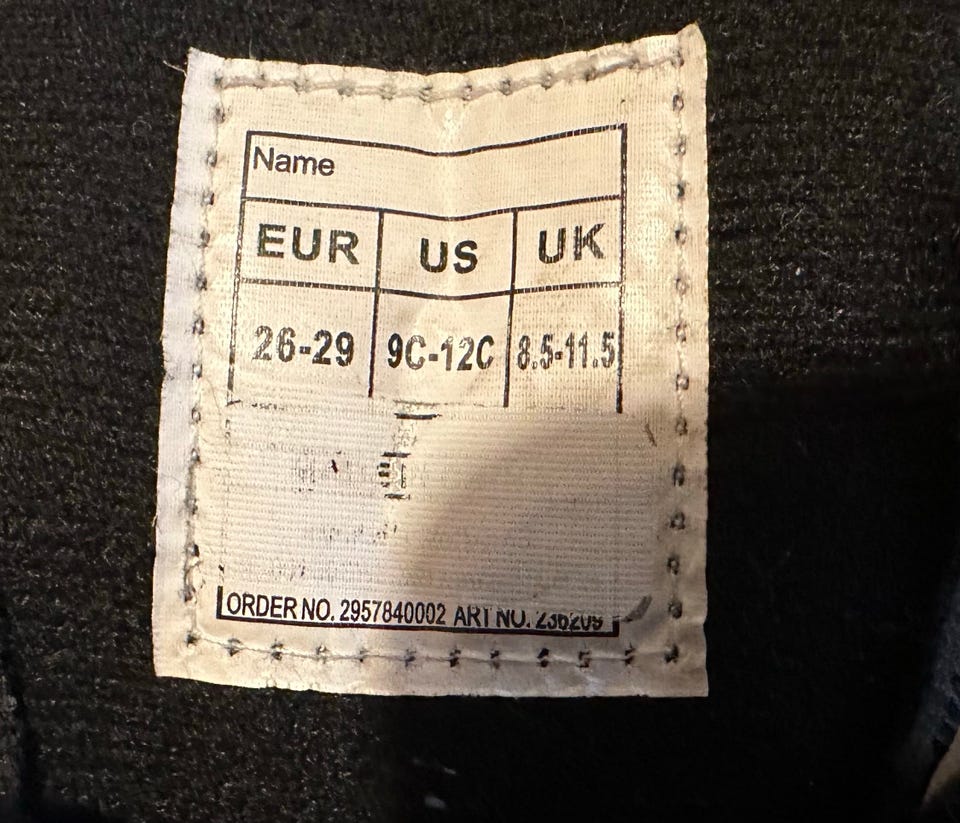 Name
EUR US UK
26-29 9C-12C 8.5-11.5
ORDER NO. 2957840002 ART NO. 236209